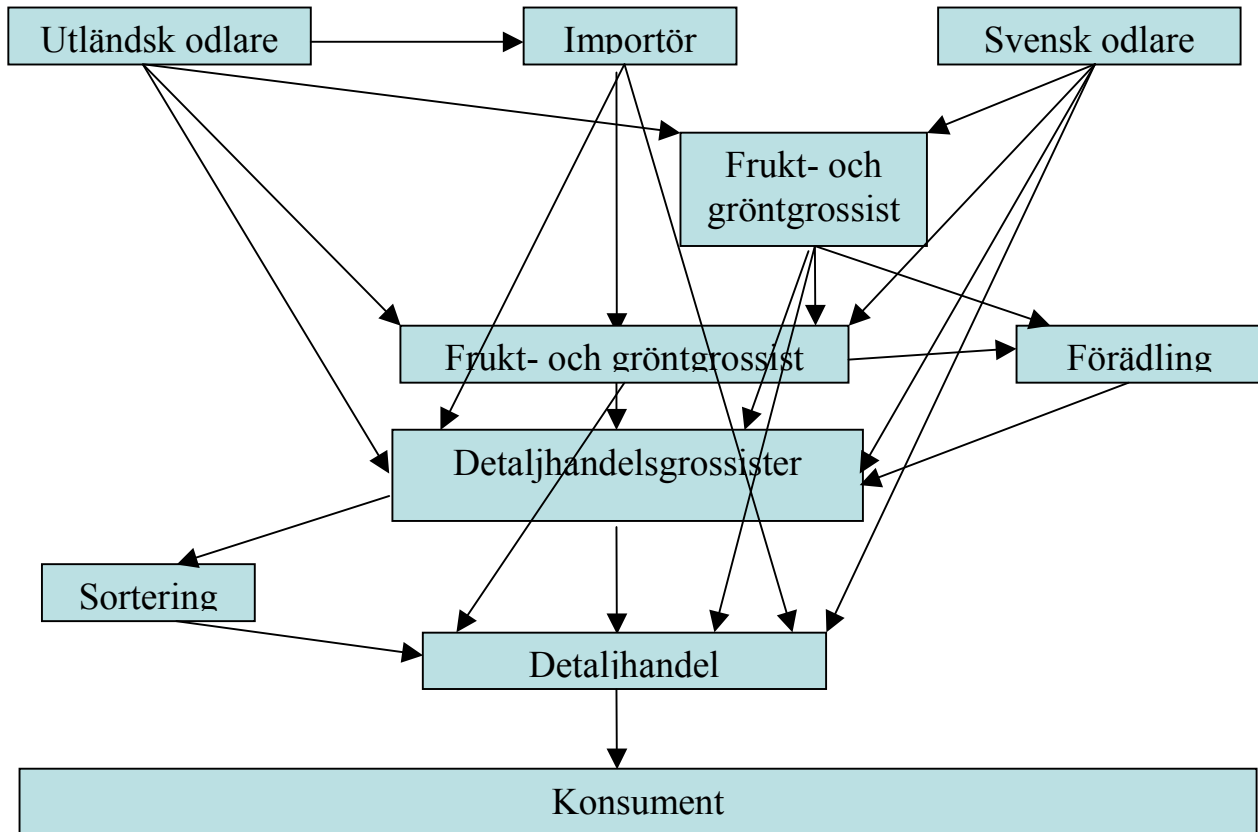 Utländsk odlare
Importör
Svensk odlare
Frukt- och
gröntgrossist
Frukt- och gröntgrossist
Förädling
Detaljhandelsgrossister
Sortering
Detaljhandel
Konsument